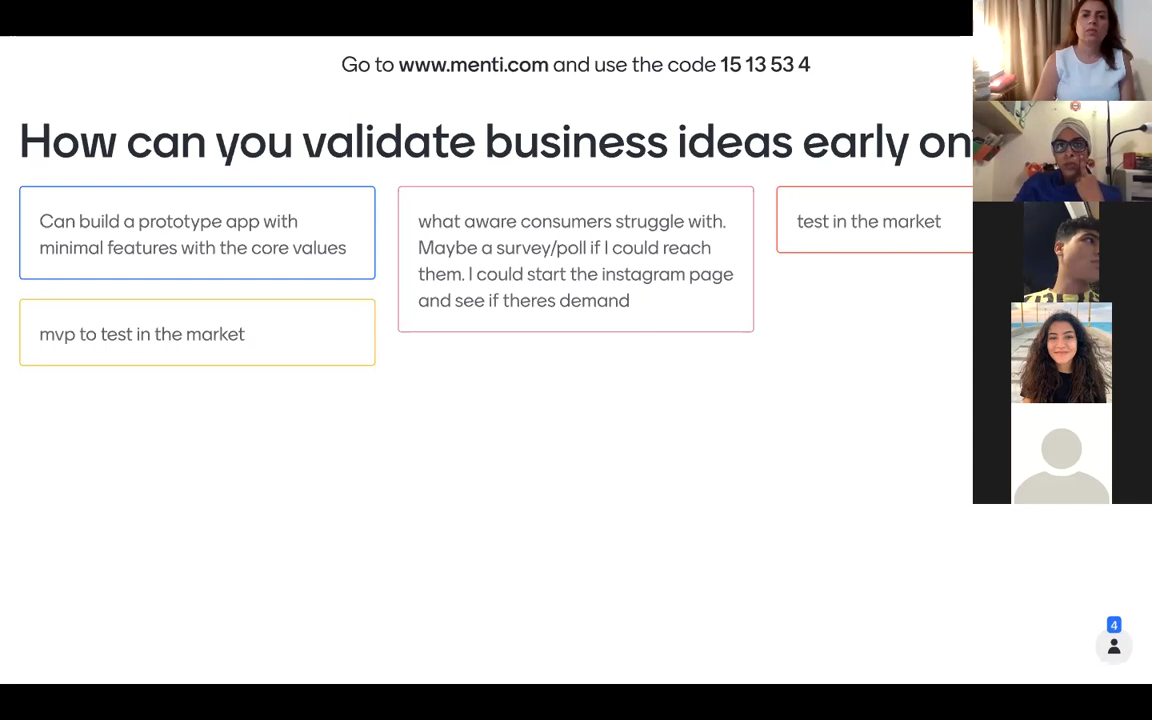 Go to www.menti.com and use the code 15 13 53 4
How can you validate business ideas early on
Can build a prototype app with
minimal features with the core values
what aware consumers struggle with.
Maybe a survey/poll if I could reach
them. I could start the instagram page
and see if theres demand
test in the market
mvp to test in the market
4